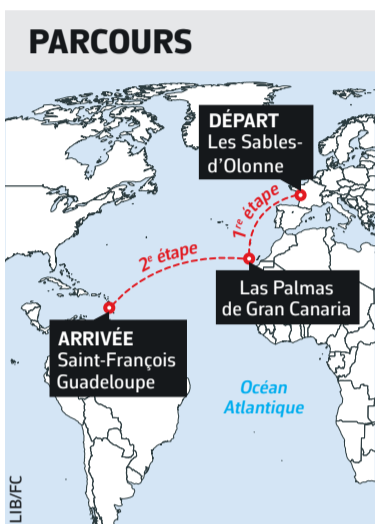 PARCOURS
DÉPART
Les Sables-
d’Olonne
1re étape
2e étape
Las Palmas
de Gran Canaria
ARRIVÉE
Saint-François
Guadeloupe
Océan
Atlantique
LIB/FC